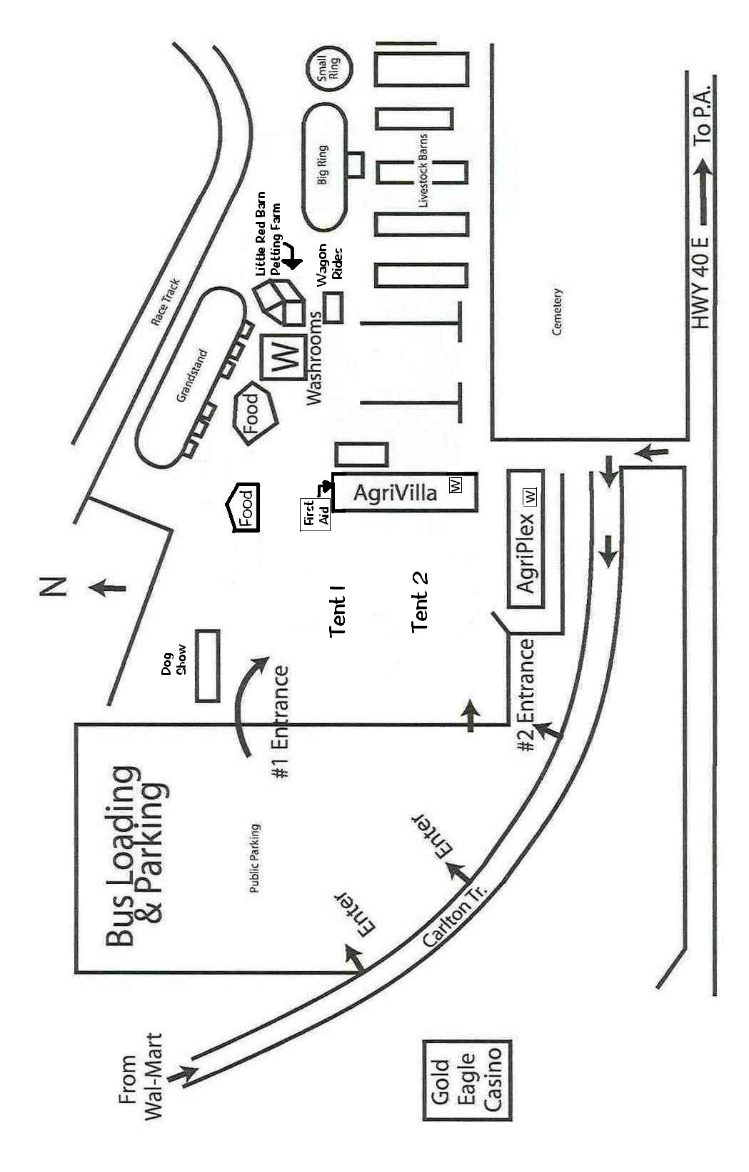 N
Race Track
Grandstand
Little Red Barn
Petting Farm
Small
Ring
Big Ring
Wagon
Rides
Livestock Barns
W
Washrooms
Food
Food
First
Aid
AgriVilla
W
AgriPlex
W
Cemetery
HWY 40 E
To P.A.
Tent 1
Tent 2
Dog
Show
#1 Entrance
#2 Entrance
Bus Loading
& Parking
Public Parking
Enter
Enter
Carlton Tr.
From
Wal-Mart
Gold
Eagle
Casino